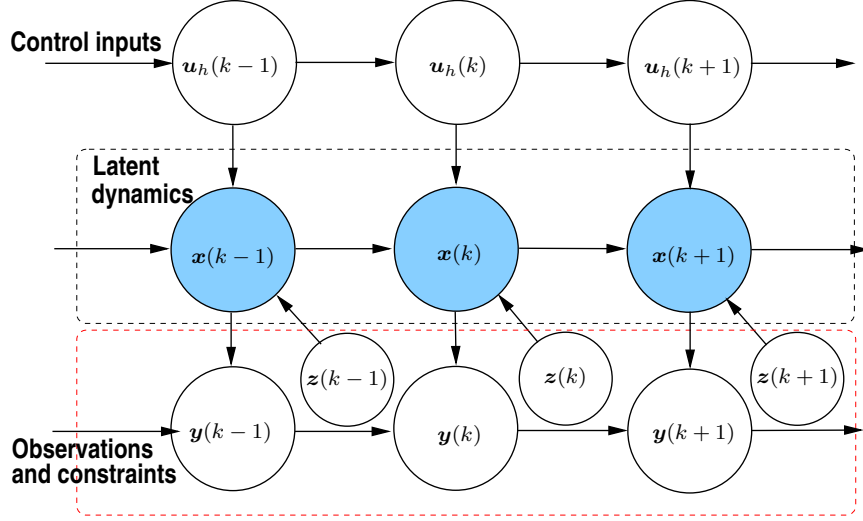 Control inputs
u_h(k−1)
u_h(k)
u_h(k+1)
Latent
dynamics
x(k−1)
x(k)
x(k+1)
z(k−1)
z(k)
z(k+1)
y(k−1)
y(k)
y(k+1)
Observations
and constraints